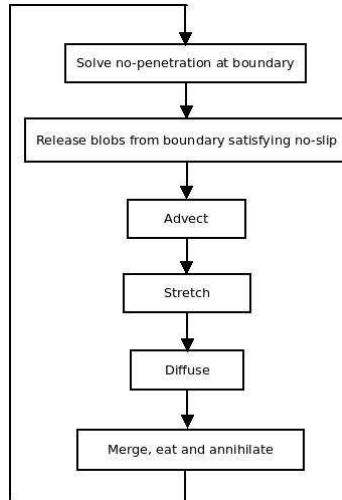 Solve no-penetration at boundary
Release blobs from boundary satisfying no-slip
Advect
Stretch
Diffuse
Merge, eat and annihilate